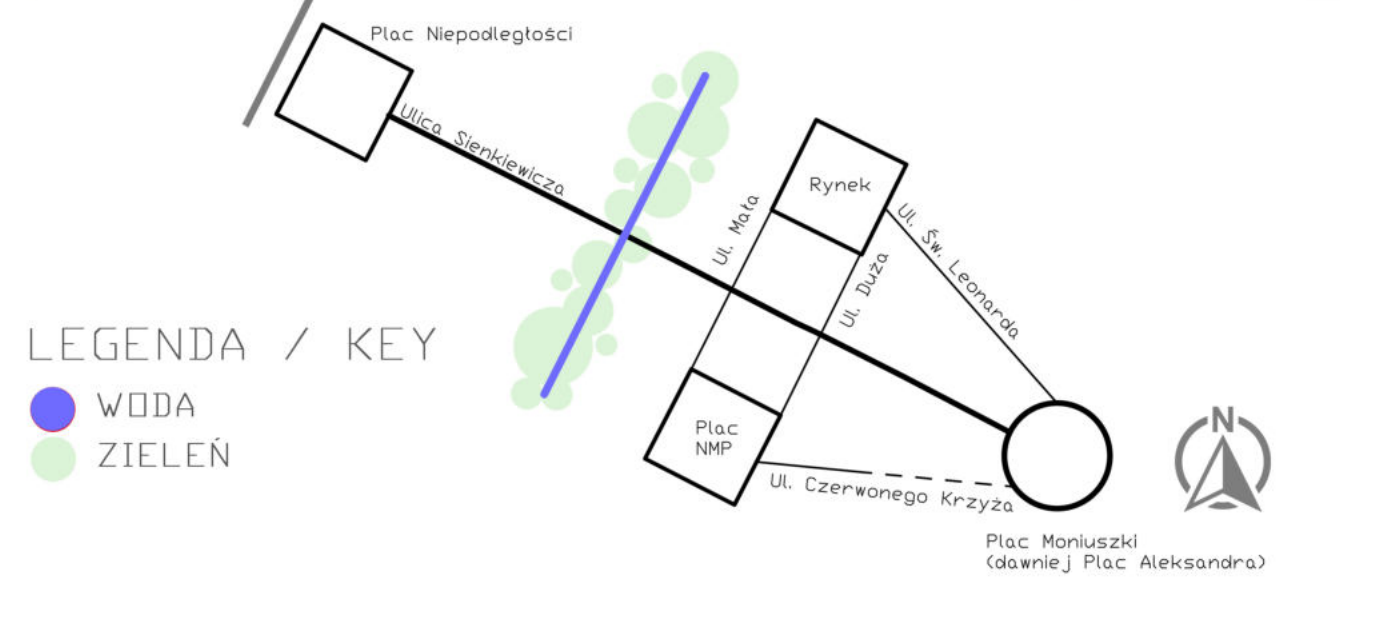 Plac Niepodległości
Ulica Sienkiewicza
Rynek
Ul. Mała
Ul. Duża
Ul. Św. Leonarda
LEGENDA / KEY
WODA
ZIELEŃ
Plac
NMP
Ul. Czerwonego Krzyża
N
Plac Moniuszki
(dawniej Plac Aleksandra)